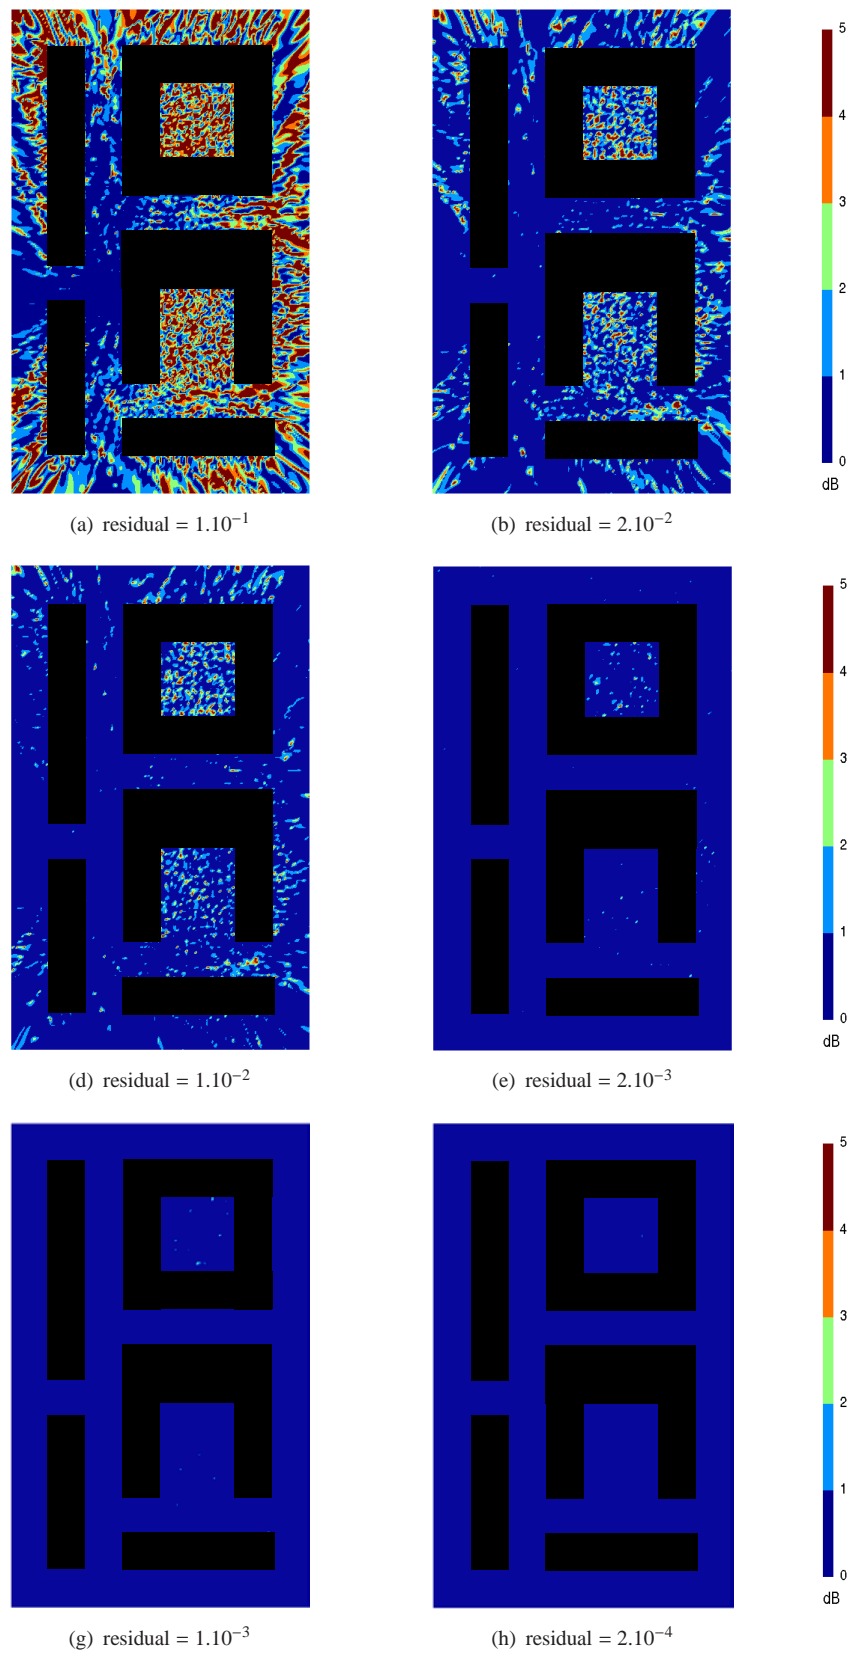 5
4
3
2
1
0
dB
(a) residual = 1.10−1
(b) residual = 2.10−2
5
4
3
2
1
0
dB
(d) residual = 1.10−2
(e) residual = 2.10−3
5
4
3
2
1
0
dB
(g) residual = 1.10−3
(h) residual = 2.10−4